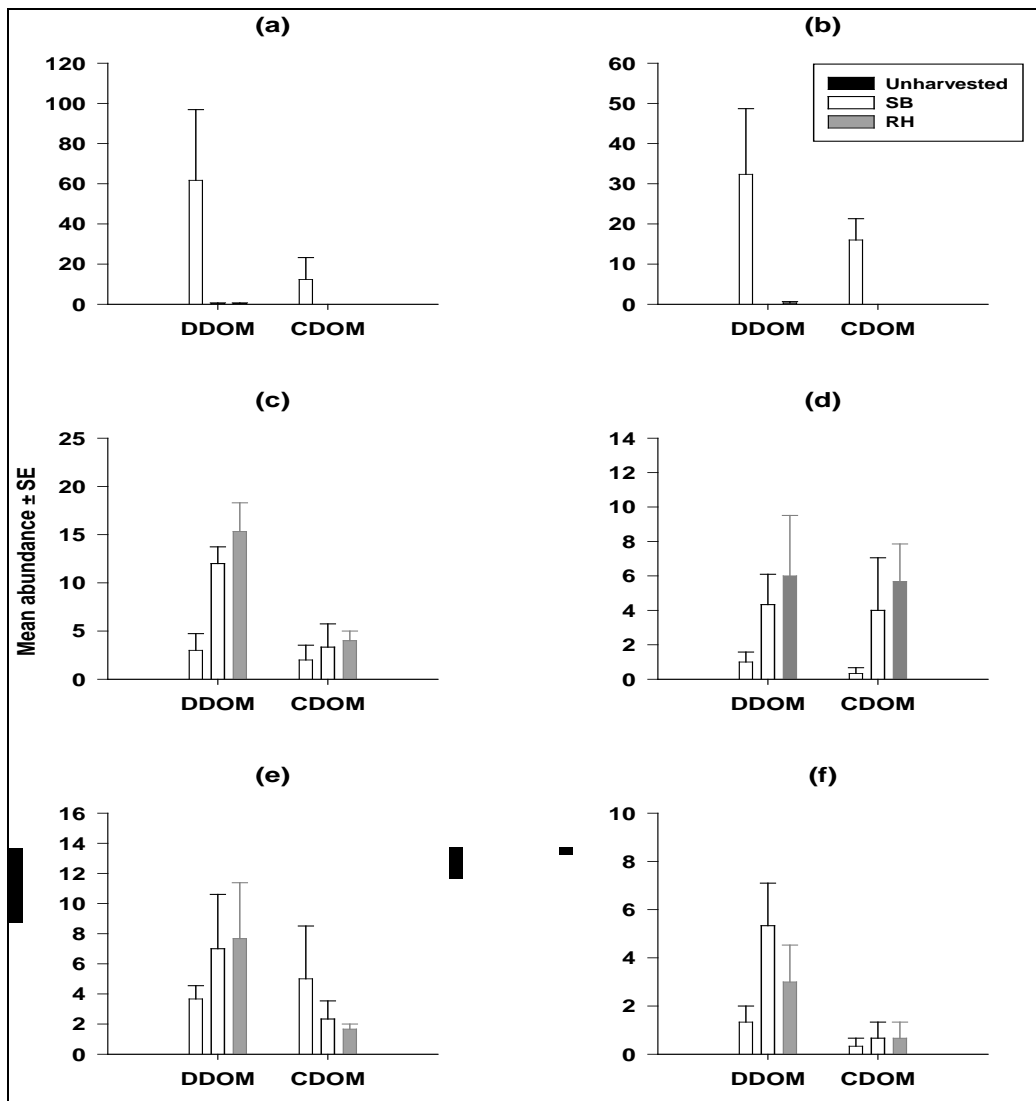 (a)
120
100
80
60
40
20
0
DDOM CDOM
(b)
60
50
40
30
20
10
0
DDOM CDOM
Unharvested
SB
RH
Mean abundance ± SE
(c)
25
20
15
10
5
0
DDOM CDOM
(d)
14
12
10
8
6
4
2
0
DDOM CDOM
(e)
16
14
12
10
8
6
4
2
0
DDOM CDOM
(f)
10
8
6
4
2
0
DDOM CDOM